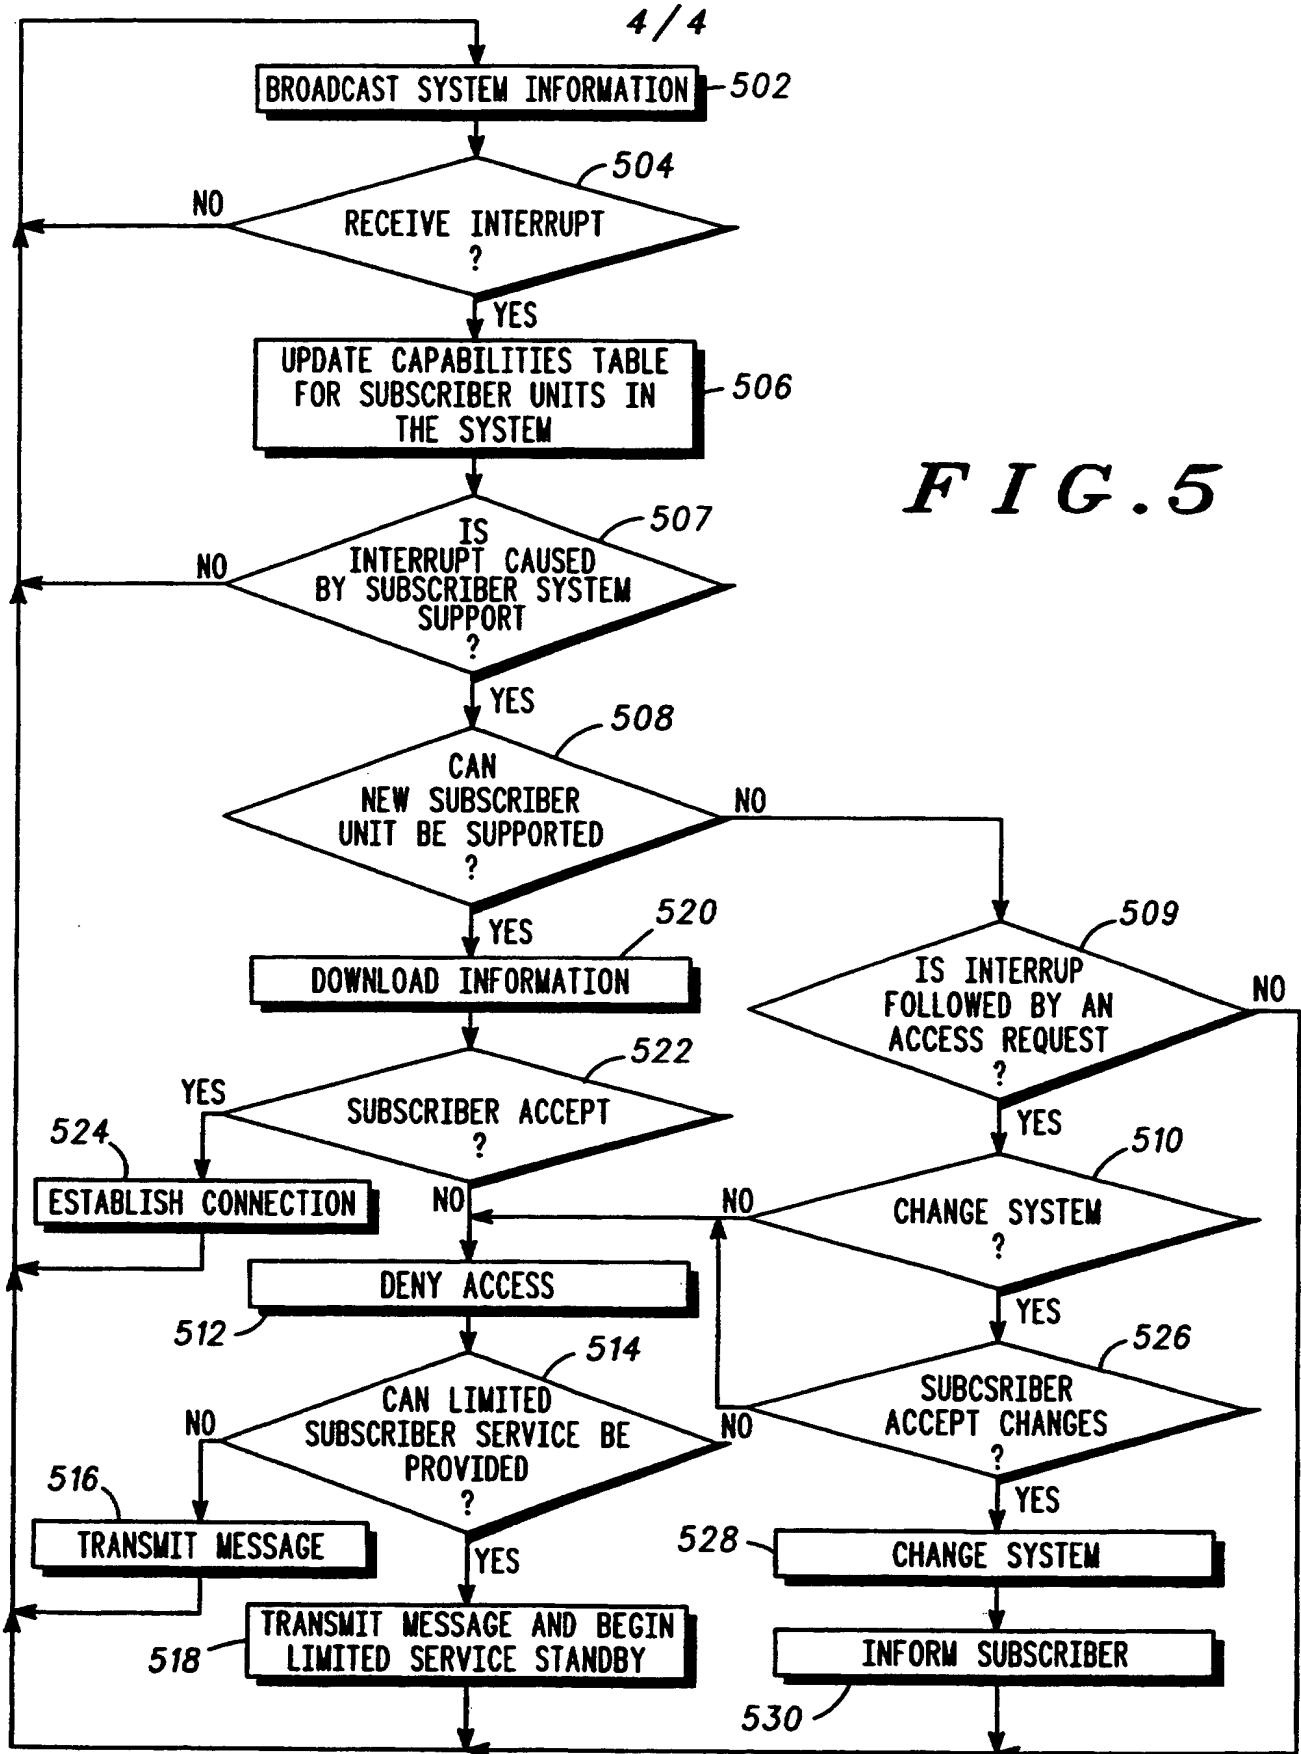 4/4
BROADCAST SYSTEM INFORMATION
502
504
NO
RECEIVE INTERRUPT
?
YES
UPDATE CAPABILITIES TABLE
FOR SUBSCRIBER UNITS IN
THE SYSTEM
506
FIG.5
507
NO
IS
INTERRUPT CAUSED
BY SUBSCRIBER SYSTEM
SUPPORT
?
YES
508
CAN
NEW SUBSCRIBER
UNIT BE SUPPORTED
?
NO
YES
520
509
DOWNLOAD INFORMATION
IS INTERRUP
FOLLOWED BY AN
ACCESS REQUEST
?
NO
YES
522
YES
SUBSCRIBER ACCEPT
?
NO
524
ESTABLISH CONNECTION
510
NO
CHANGE SYSTEM
?
YES
DENY ACCESS
512
514
526
NO
CAN LIMITED
SUBSCRIBER SERVICE BE
PROVIDED
?
YES
NO
SUBCSRIBER
ACCEPT CHANGES
?
YES
516
TRANSMIT MESSAGE
528
CHANGE SYSTEM
TRANSMIT MESSAGE AND BEGIN
LIMITED SERVICE STANDBY
518
INFORM SUBSCRIBER
530